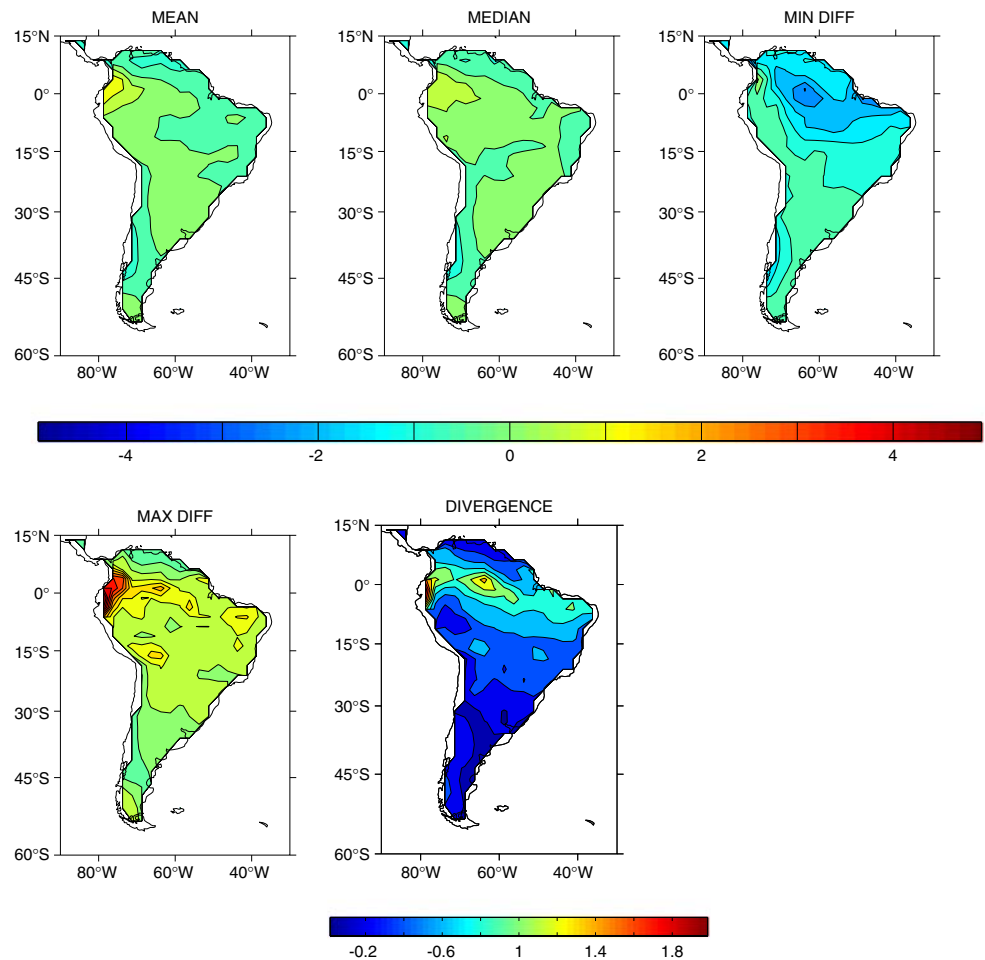 MEAN MEDIAN MIN DIFF
15°N 15°N 15°N
0° 0° 0°
15°S 15°S 15°S
30°S 30°S 30°S
45°S 45°S 45°S
60°S 60°S 60°S
80°W 60°W 40°W 80°W 60°W 40°W 80°W 60°W 40°W
-4 -2 0 2 4
MAX DIFF DIVERGENCE
15°N 15°N
0° 0°
15°S 15°S
30°S 30°S
45°S 45°S
60°S 60°S
80°W 60°W 40°W 80°W 60°W 40°W
-0.2 -0.6 1 1.4 1.8